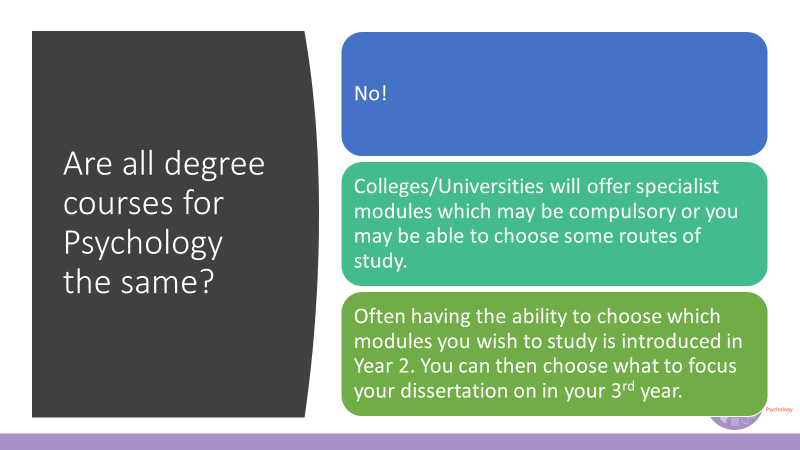 Are all degree
courses for
Psychology
the same?
No!
Colleges/Universities will offer specialist
modules which may be compulsory or you
may be able to choose some routes of
study.
Often having the ability to choose which
modules you wish to study is introduced in
Year 2. You can then choose what to focus
your dissertation on in your 3rd year.
Psychology